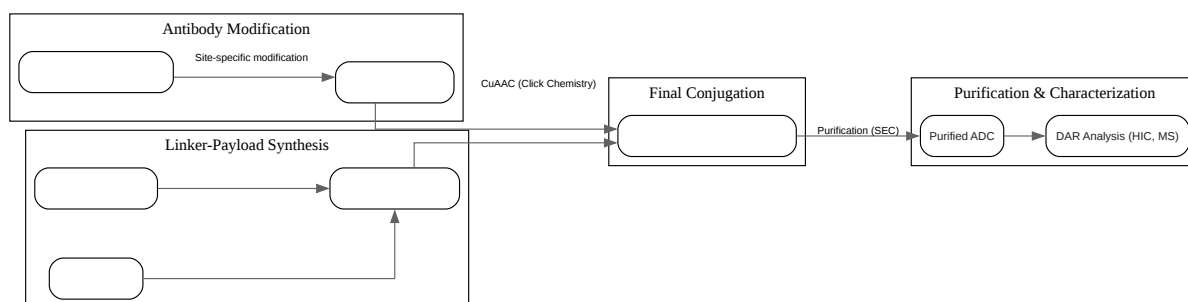 Antibody Modification
Site-specific modification
CuAAC (Click Chemistry)
Final Conjugation
Purification & Characterization
Purification (SEC)
Purified ADC
DAR Analysis (HIC, MS)
Linker-Payload Synthesis